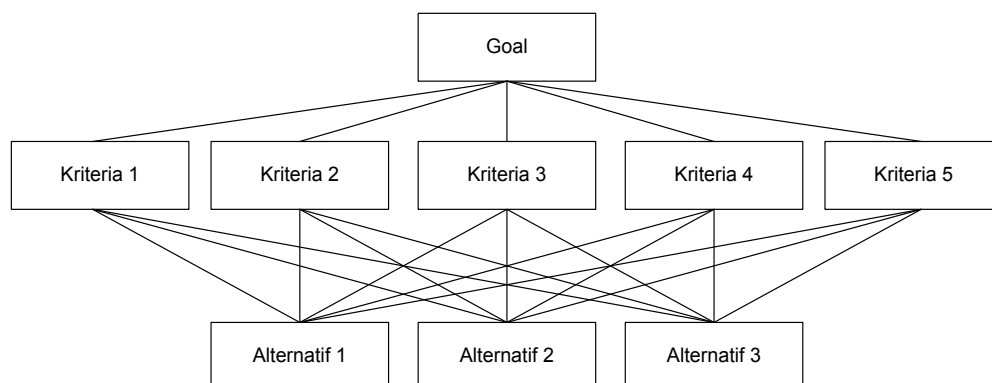 Goal
Kriteria 1
Kriteria 2
Kriteria 3
Kriteria 4
Kriteria 5
Alternatif 1
Alternatif 2
Alternatif 3